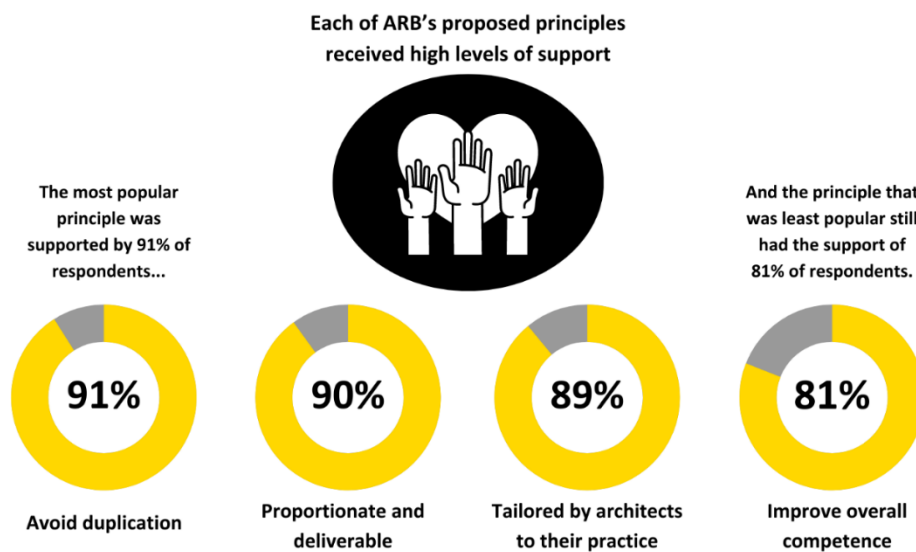 Each of ARB's proposed principles
received high levels of support
The most popular
principle was
supported by 91% of
respondents...
And the principle that
was least popular still
had the support of
81% of respondents.
91%
90%
89%
81%
Avoid duplication
Proportionate and
deliverable
Tailored by architects
to their practice
Improve overall
competence